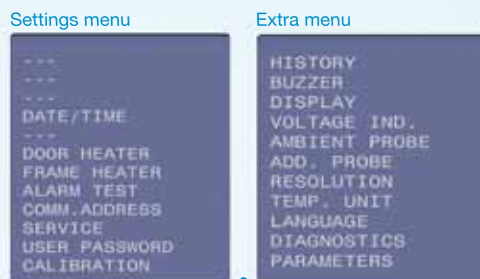 Settings menu
---
---
---
DATE/TIME
---
DOOR HEATER
FRAME HEATER
ALARM TEST
COMM.ADDRESS
SERVICE
USER PASSWORD
CALIBRATION
Extra menu
HISTORY
BUZZER
DISPLAY
VOLTAGE IND.
AMBIENT PROBE
ADD. PROBE
RESOLUTION
TEMP. UNIT
LANGUAGE
DIAGNOSTICS
PARAMETERS